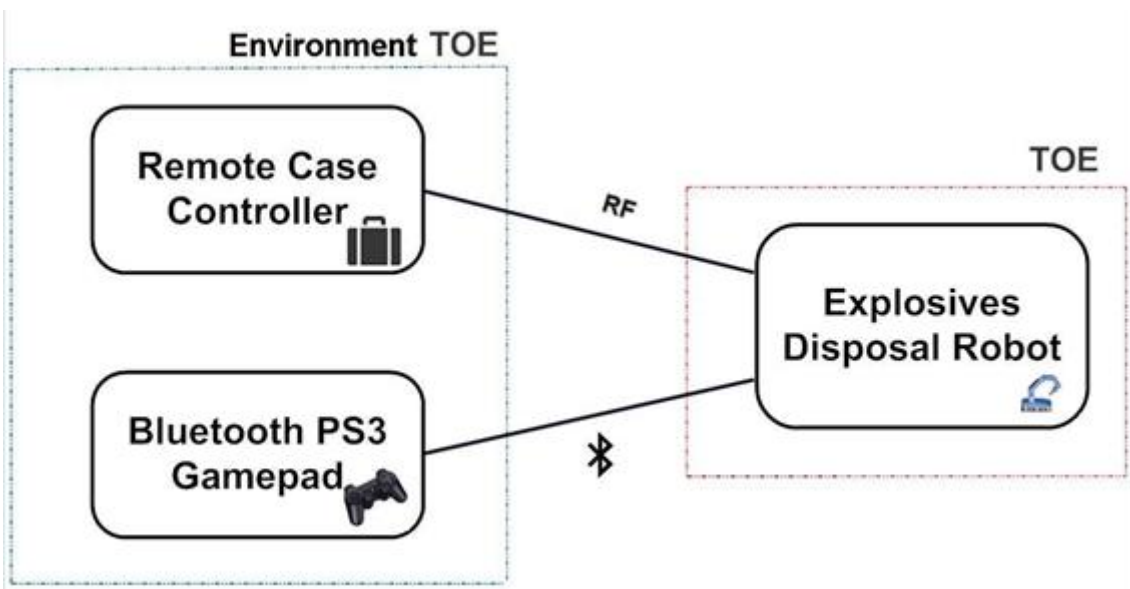 Environment TOE
Remote Case
Controller
RF
TOE
Explosives
Disposal Robot
Bluetooth PS3
Gamepad